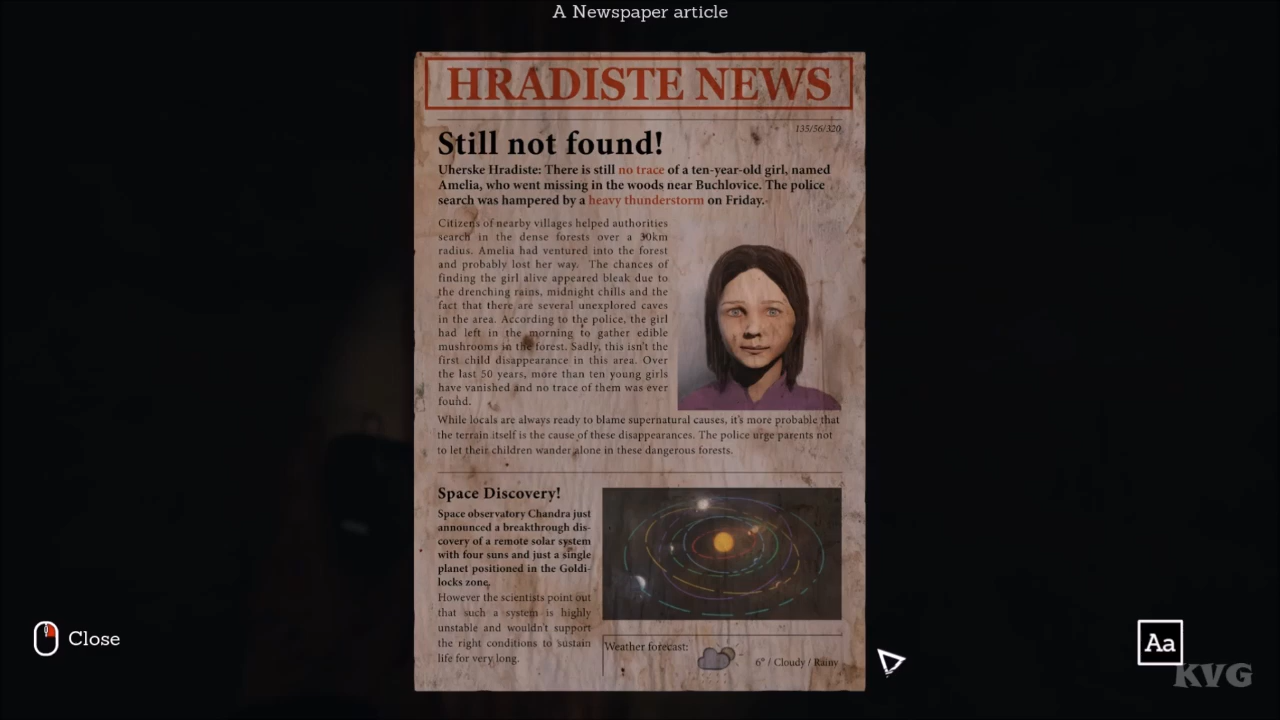 A Newspaper article
HRADISTE NEWS
135/56/320
Still not found!
Uherske Hradiste: There is still no trace of a ten-year-old girl, named
Amelia, who went missing in the woods near Buchlovice. The police
search was hampered by a heavy thunderstorm on Friday.
Citizens of nearby villages helped authorities
search in the dense forests over a 30km
radius. Amelia had ventured into the forest
and probably lost her way. The chances of
finding the girl alive appeared bleak due to
the drenching rains, midnight chills and the
fact that there are several unexplored caves
in the area. According to the police, the girl
had left in the morning to gather edible
mushrooms in the forest. Sadly, this isn't the
first child disappearance in this area. Over
the last 50 years, more than ten young girls
have vanished and no trace of them was ever
found.
While locals are always ready to blame supernatural causes, it's more probable that
the terrain itself is the cause of these disappearances. The police urge parents not
to let their children wander alone in these dangerous forests.
Space Discovery!
Space observatory Chandra just
announced a breakthrough dis-
covery of a remote solar system
with four suns and just a single
planet positioned in the Goldi-
locks zone.
However the scientists point out
that such a system is highly
unstable and wouldn't support
the right conditions to sustain
life for very long.
Weather forecast:
6° / Cloudy / Rainy
Close
Aa
KVG